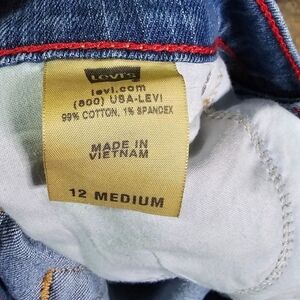 Levi's
levi.com
(800) USA-LEVI
99% COTTON, 1% SPANDEX
MADE IN
VIETNAM
12 MEDIUM